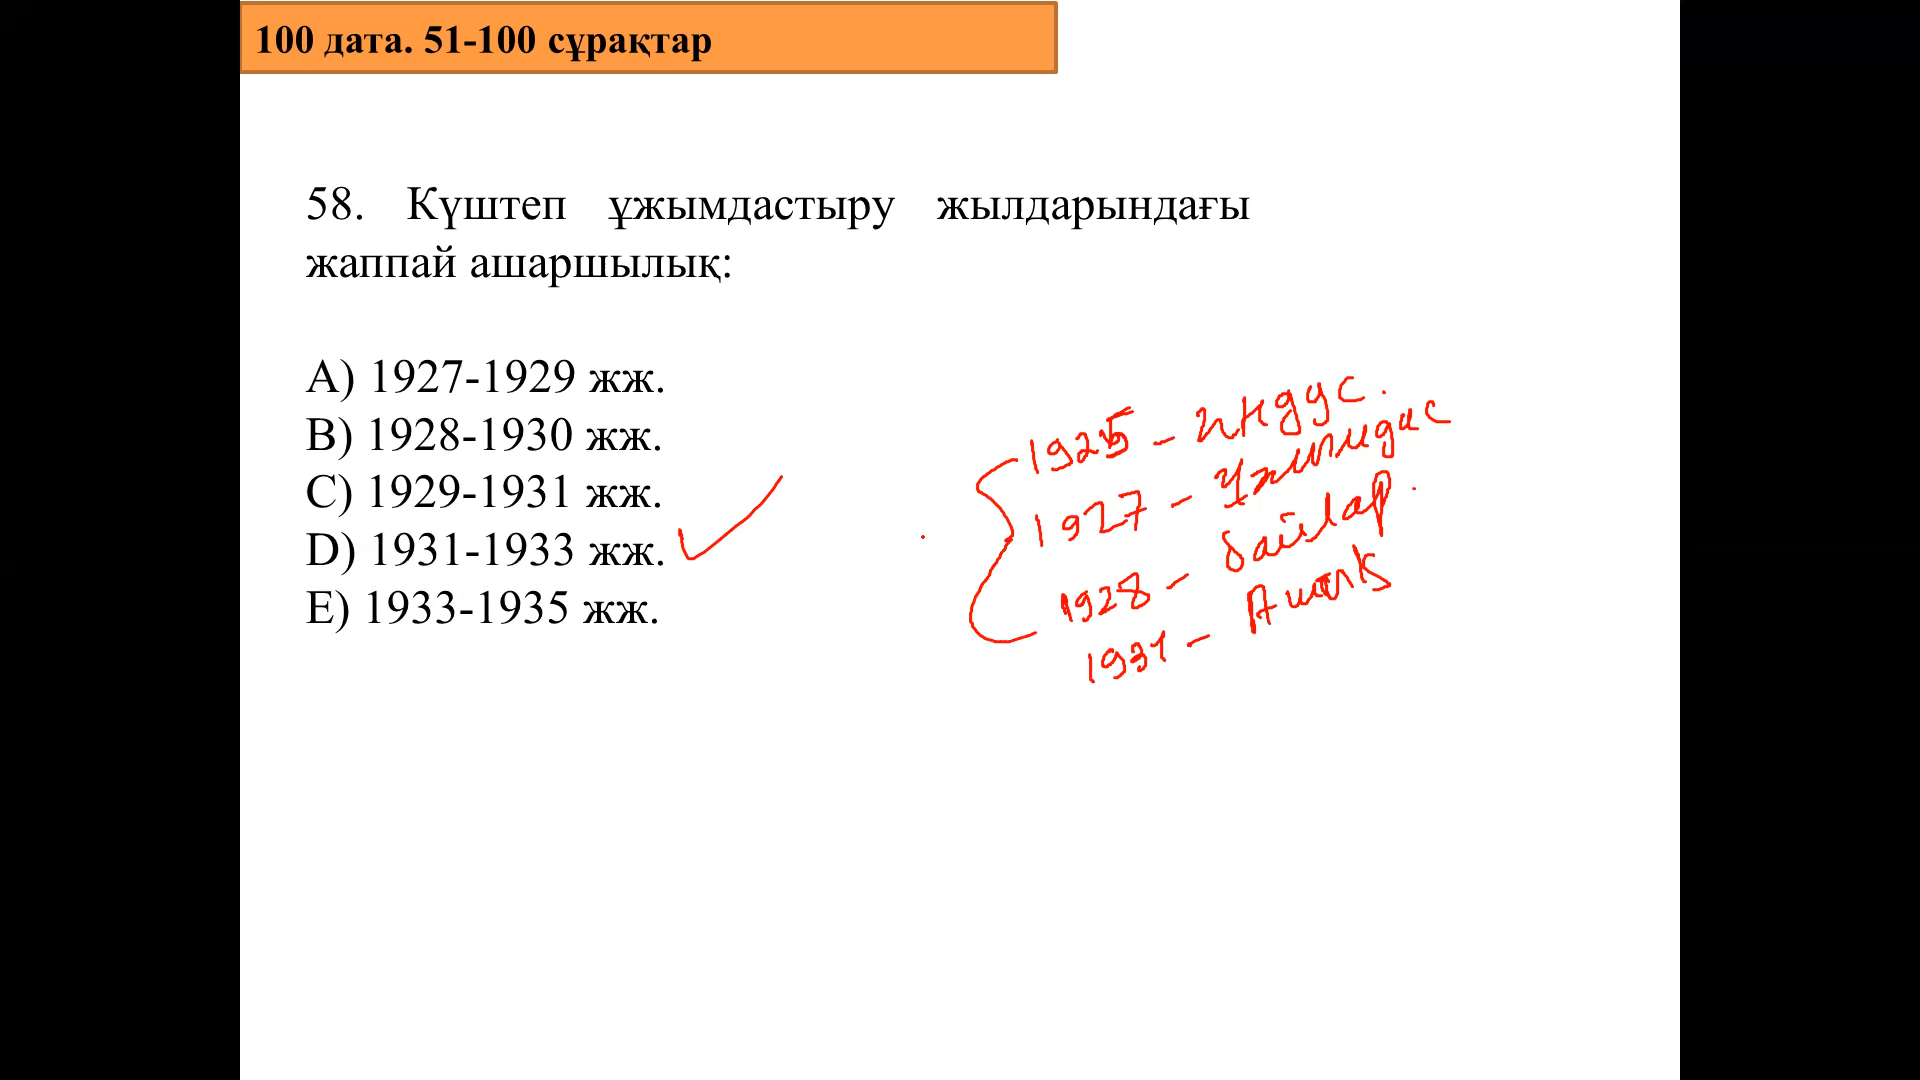 100 дата. 51-100 сұрақтар
58. Күштеп ұжымдастыру жылдарындағы
жаппай ашаршылық:
A) 1927-1929 жж.
B) 1928-1930 жж.
C) 1929-1931 жж.
D) 1931-1933 жж.
E) 1933-1935 жж.
1925 - индус.
1927 - Ұжымдас
1928 - байлар.
1931 -